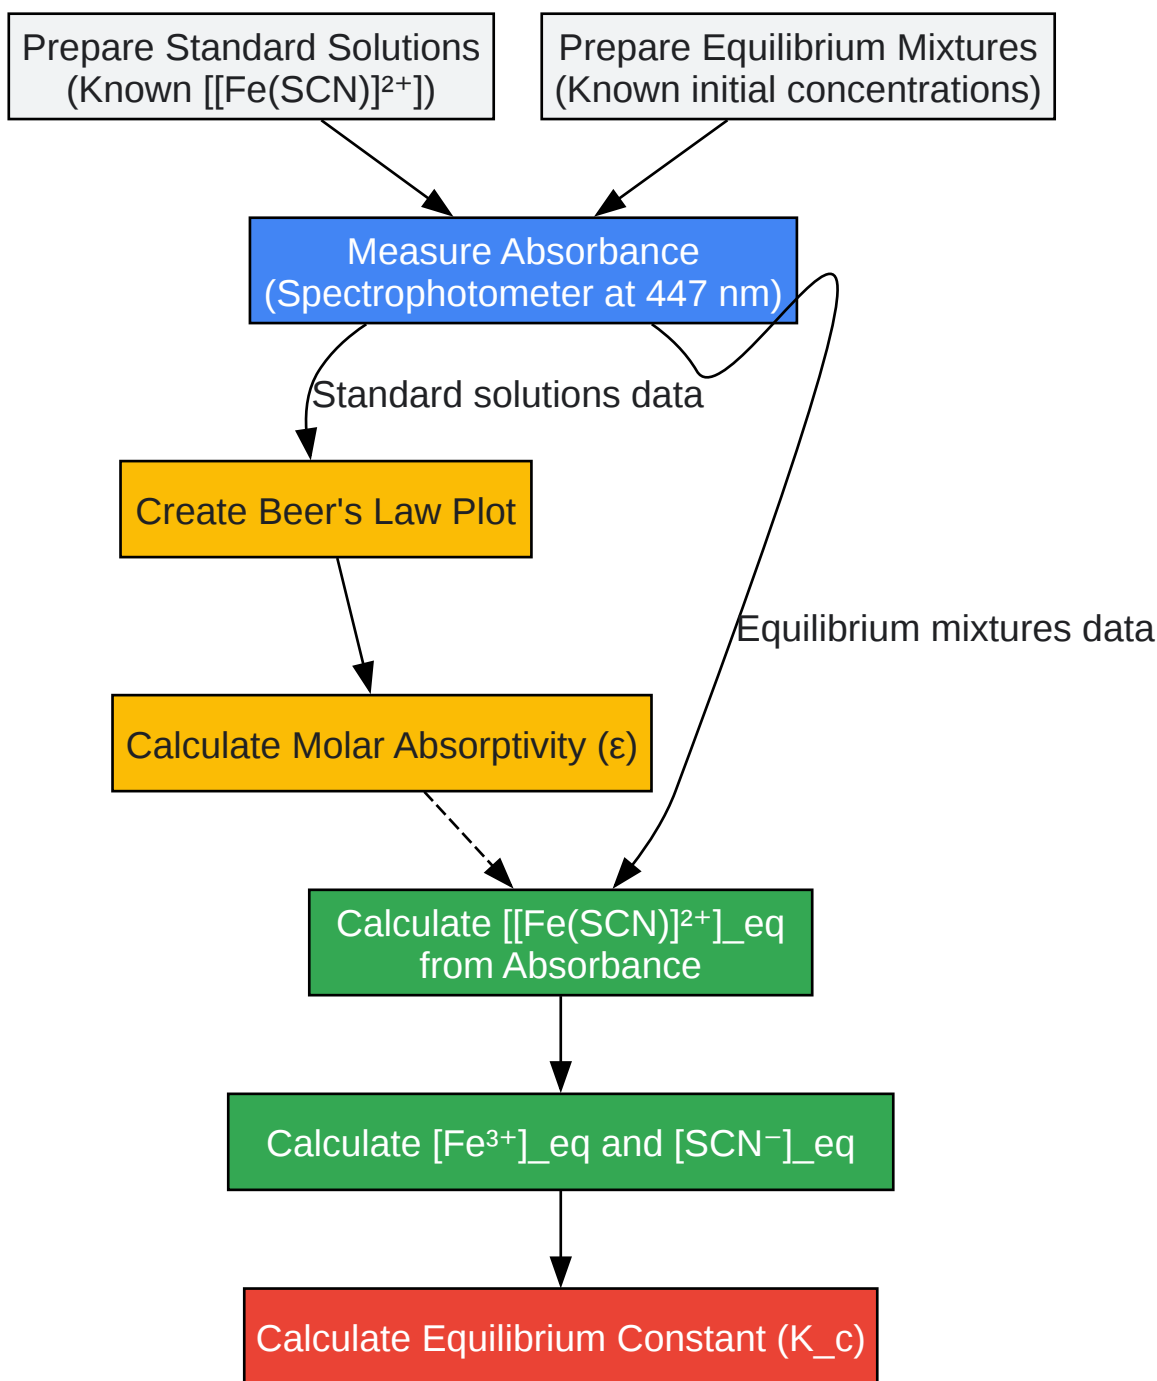 Prepare Standard Solutions
(Known [[Fe(SCN)]²⁺])
Prepare Equilibrium Mixtures
(Known initial concentrations)
Measure Absorbance
(Spectrophotometer at 447 nm)
Standard solutions data
Create Beer's Law Plot
Equilibrium mixtures data
Calculate Molar Absorptivity (ε)
Calculate [[Fe(SCN)]²⁺]_eq
from Absorbance
Calculate [Fe³⁺]_eq and [SCN⁻]_eq
Calculate Equilibrium Constant (K_c)